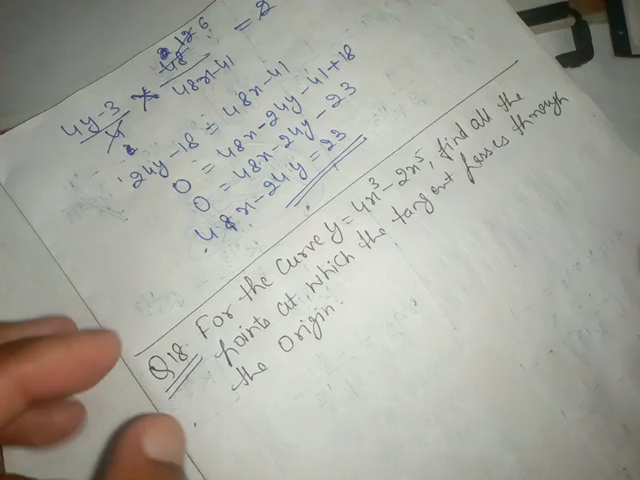 4y-3 × 48 12 6 = 2
48x-41
24y-18 = 48x-41
0 = 48x-24y-41+18
0 = 48x-24y-23
48x-24y=23
Q18. For the curve y=4x³-2x⁵, find all the
points at which the tangent passes through
the origin.